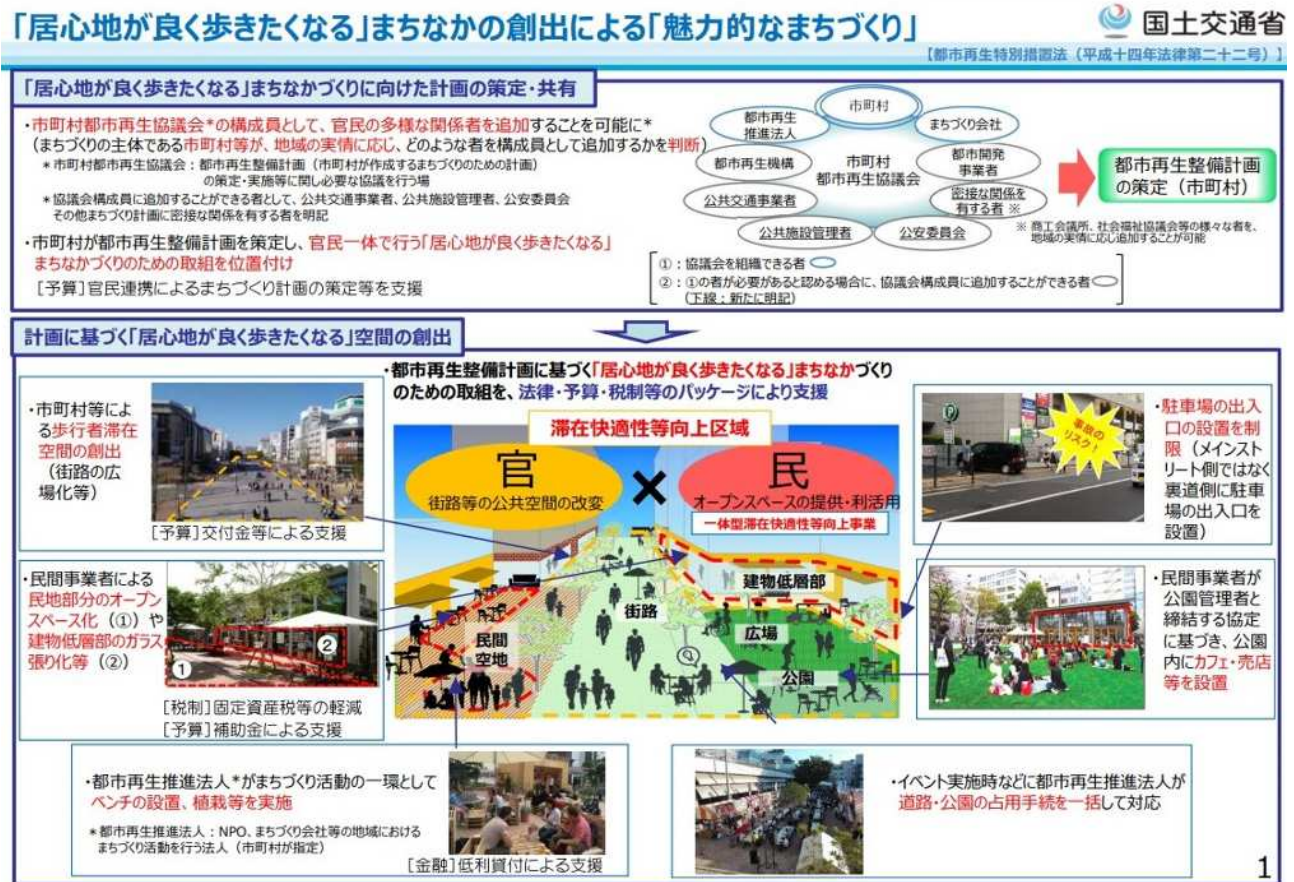 「居心地が良く歩きたくなる」まちなかの創出による「魅力的なまちづくり」
国土交通省
【都市再生特別措置法（平成十四年法律第二十二号）】
「居心地が良く歩きたくなる」まちなかづくりに向けた計画の策定・共有
・市町村都市再生協議会*の構成員として、官民の多様な関係者を追加することを可能に*
（まちづくりの主体である市町村等が、地域の実情に応じ、どのような者を構成員として追加するかを判断）
*市町村都市再生協議会：都市再生整備計画（市町村が作成するまちづくりのための計画）
の策定・実施等に関し必要な協議を行う場
*協議会構成員に追加することができる者として、公共交通事業者、公共施設管理者、公安委員会
その他まちづくり計画に密接な関係を有する者を明記
・市町村が都市再生整備計画を策定し、官民一体で行う「居心地が良く歩きたくなる」
まちなかづくりのための取組を位置付け
［予算］官民連携によるまちづくり計画の策定等を支援
市町村
都市再生
推進法人
まちづくり会社
都市再生機構
市町村
都市再生協議会
都市開発
事業者
公共交通事業者
密接な関係を
有する者 ※
公共施設管理者
公安委員会
都市再生整備計画
の策定（市町村）
※ 商工会議所、社会福祉協議会等の様々な者を、
地域の実情に応じ追加することが可能
①：協議会を組織できる者
②：①の者が必要があると認める場合に、協議会構成員に追加することができる者
（下線：新たに明記）
計画に基づく「居心地が良く歩きたくなる」空間の創出
・都市再生整備計画に基づく「居心地が良く歩きたくなる」まちなかづくり
のための取組を、法律・予算・税制等のパッケージにより支援
・市町村等によ
る歩行者滞在
空間の創出
（街路の広
場化等）
［予算］交付金等による支援
・民間事業者による
民地部分のオープン
スペース化（①）や
建物低層部のガラス
張り化等（②）
①
②
［税制］固定資産税等の軽減
［予算］補助金による支援
滞在快適性等向上区域
官
街路等の公共空間の改変
×
民
オープンスペースの提供・利活用
一体型滞在快適性等向上事業
建物低層部
街路
民間
空地
広場
公園
P
事故の
リスク！
・駐車場の出入
口の設置を制
限（メインスト
リート側ではなく
裏道側に駐車
場の出入口を
設置）
・民間事業者が
公園管理者と
締結する協定
に基づき、公園
内にカフェ・売店
等を設置
・都市再生推進法人*がまちづくり活動の一環として
ベンチの設置、植栽等を実施
*都市再生推進法人：NPO、まちづくり会社等の地域における
まちづくり活動を行う法人（市町村が指定）
［金融］低利貸付による支援
・イベント実施時などに都市再生推進法人が
道路・公園の占用手続を一括して対応
1